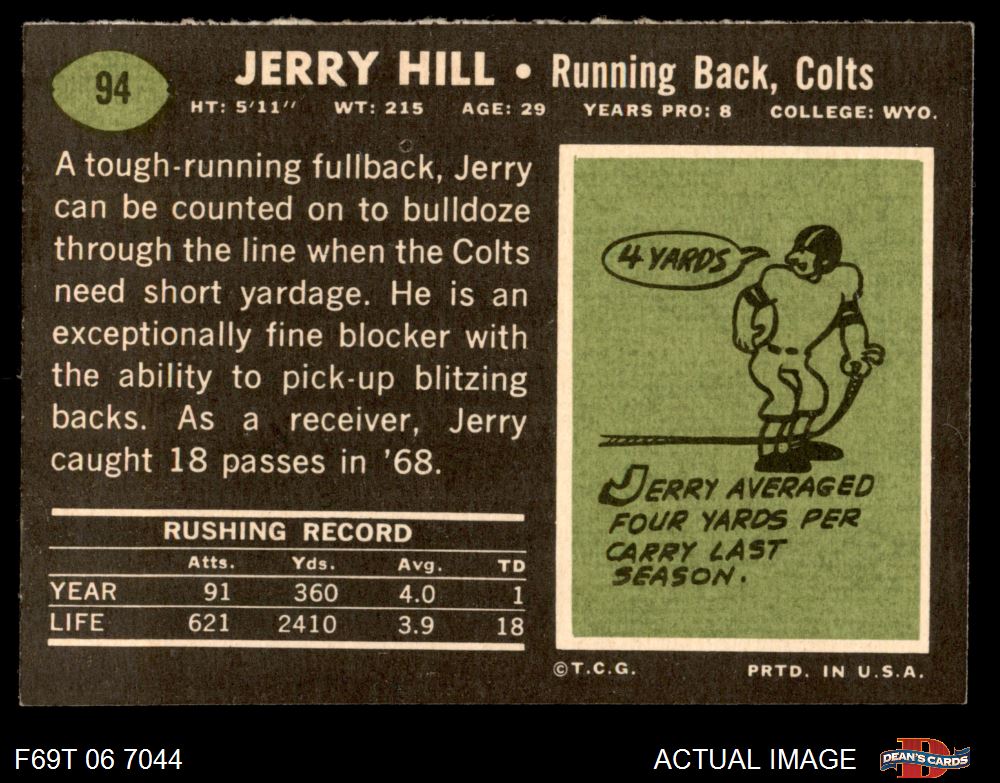 94
JERRY HILL • Running Back, Colts
HT: 5'11" WT: 215 AGE: 29 YEARS PRO: 8 COLLEGE: WYO.
A tough-running fullback, Jerry
can be counted on to bulldoze
through the line when the Colts
need short yardage. He is an
exceptionally fine blocker with
the ability to pick-up blitzing
backs. As a receiver, Jerry
caught 18 passes in '68.
RUSHING RECORD
Atts. Yds. Avg. TD
YEAR 91 360 4.0 1
LIFE 621 2410 3.9 18
4 YARDS
JERRY AVERAGED
FOUR YARDS PER
CARRY LAST
SEASON.
©T.C.G. PRTD. IN U.S.A.
F69T 06 7044
ACTUAL IMAGE
D
DEAN'S CARDS